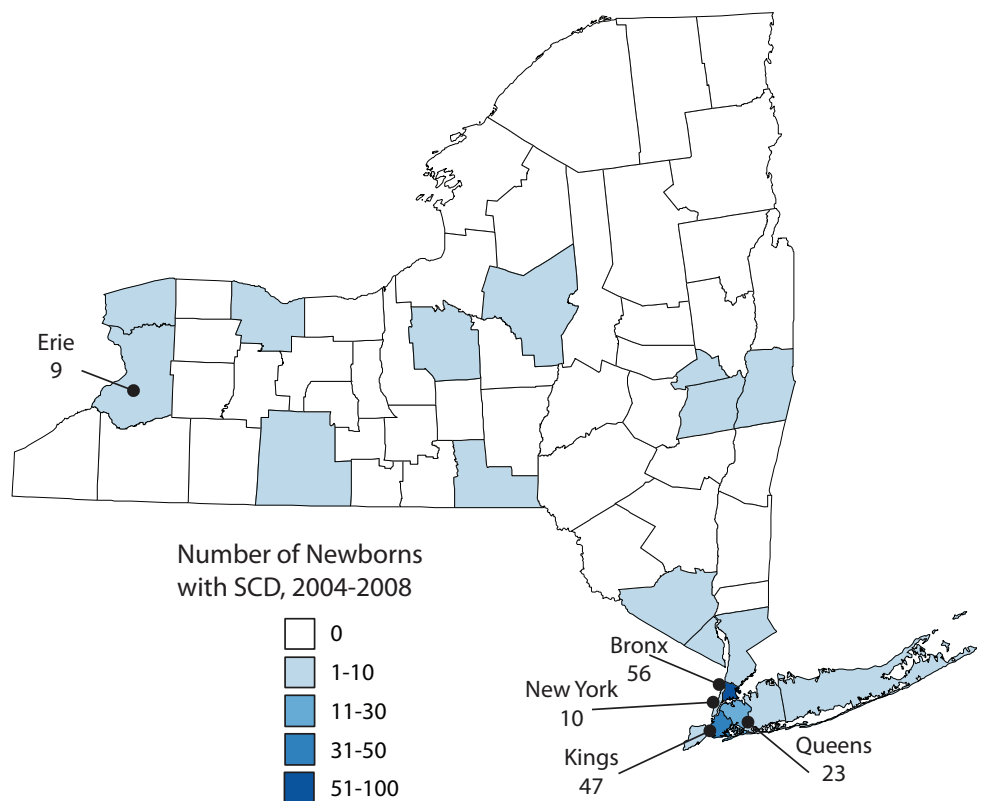 Erie
9
Number of Newborns
with SCD, 2004-2008
0
1-10
11-30
31-50
51-100
Bronx
56
New York
10
Kings
47
Queens
23